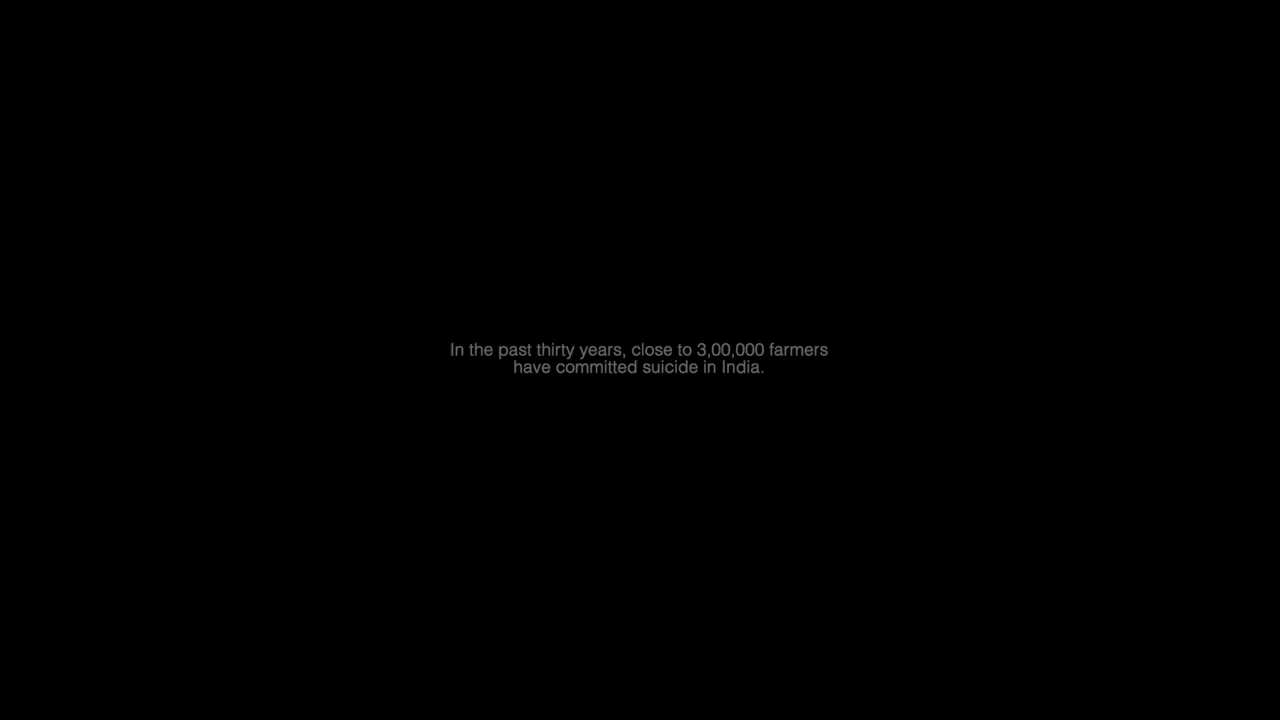 In the past thirty years, close to 3,00,000 farmers
have committed suicide in India.